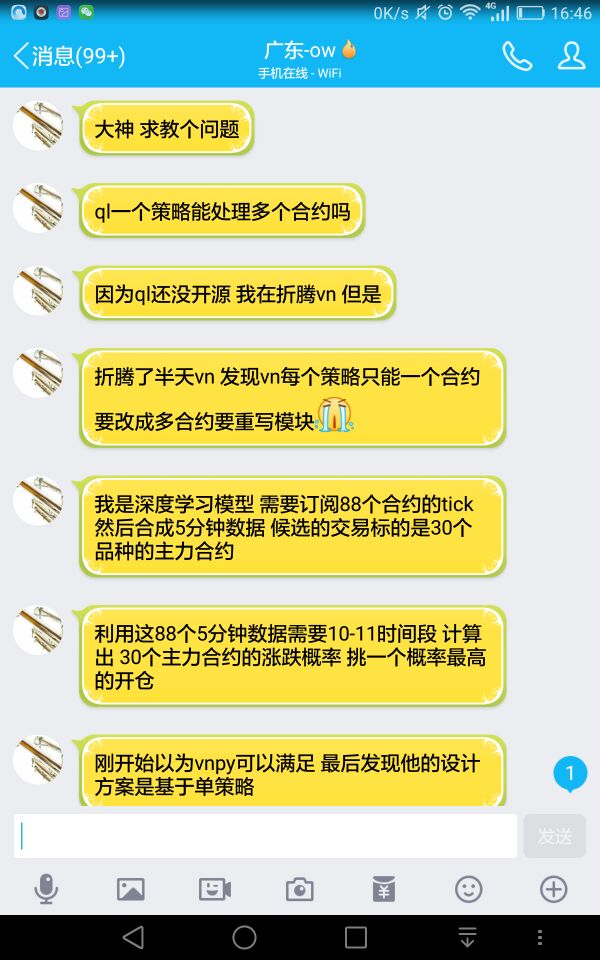 0K/s
4G
16:46
消息(99+)
广东-ow
手机在线 - WiFi
大神 求教个问题
ql一个策略能处理多个合约吗
因为ql还没开源 我在折腾vn 但是
折腾了半天vn 发现vn每个策略只能一个合约
要改成多合约要重写模块
我是深度学习模型 需要订阅88个合约的tick
然后合成5分钟数据 候选的交易标的是30个
品种的主力合约
利用这88个5分钟数据需要10-11时间段 计算
出 30个主力合约的涨跌概率 挑一个概率最高
的开仓
刚开始以为vnpy可以满足 最后发现他的设计
方案是基于单策略
1
发送